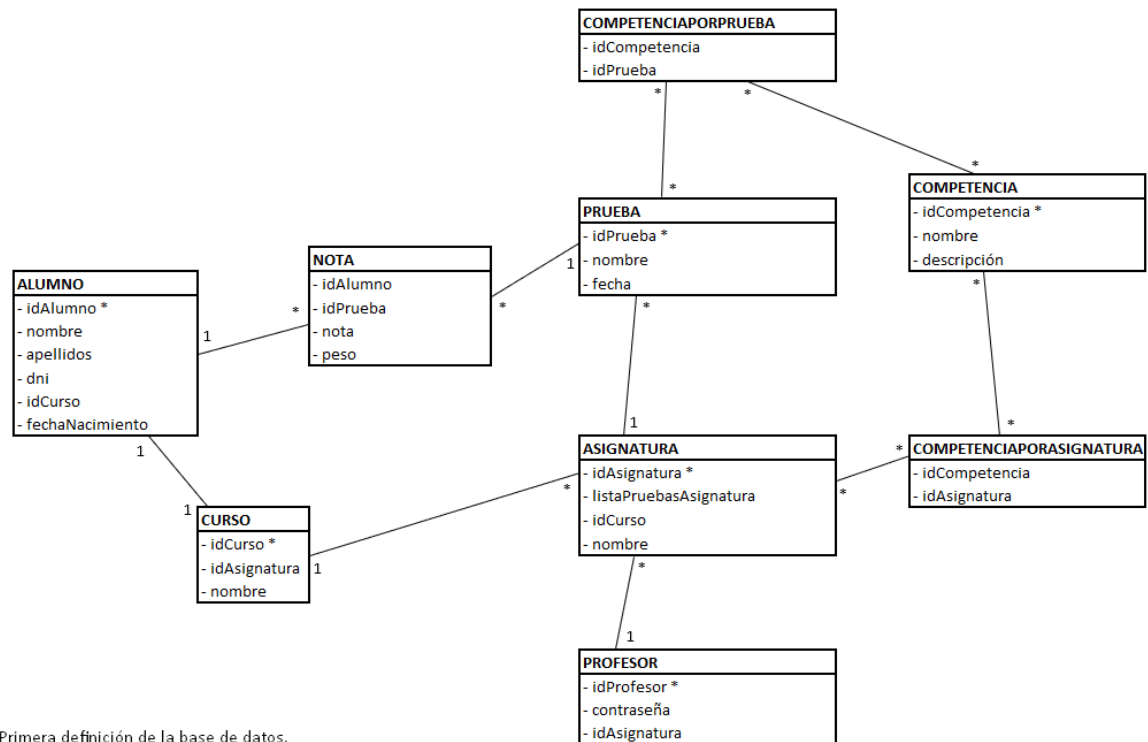 COMPETENCIAPORPRUEBA
- idCompetencia
- idPrueba
* *
*
*
COMPETENCIA
- idCompetencia *
- nombre
- descripción
*
PRUEBA
- idPrueba *
- nombre
- fecha
1
*
*
NOTA
- idAlumno
- idPrueba
- nota
- peso
*
1
ALUMNO
- idAlumno *
- nombre
- apellidos
- dni
- idCurso
- fechaNacimiento
1
1
CURSO
- idCurso *
- idAsignatura
- nombre
1
*
1
ASIGNATURA
- idAsignatura *
- listaPruebasAsignatura
- idCurso
- nombre
*
*
*
*
COMPETENCIAPORASIGNATURA
- idCompetencia
- idAsignatura
1
PROFESOR
- idProfesor *
- contraseña
- idAsignatura
Primera definición de la base de datos.